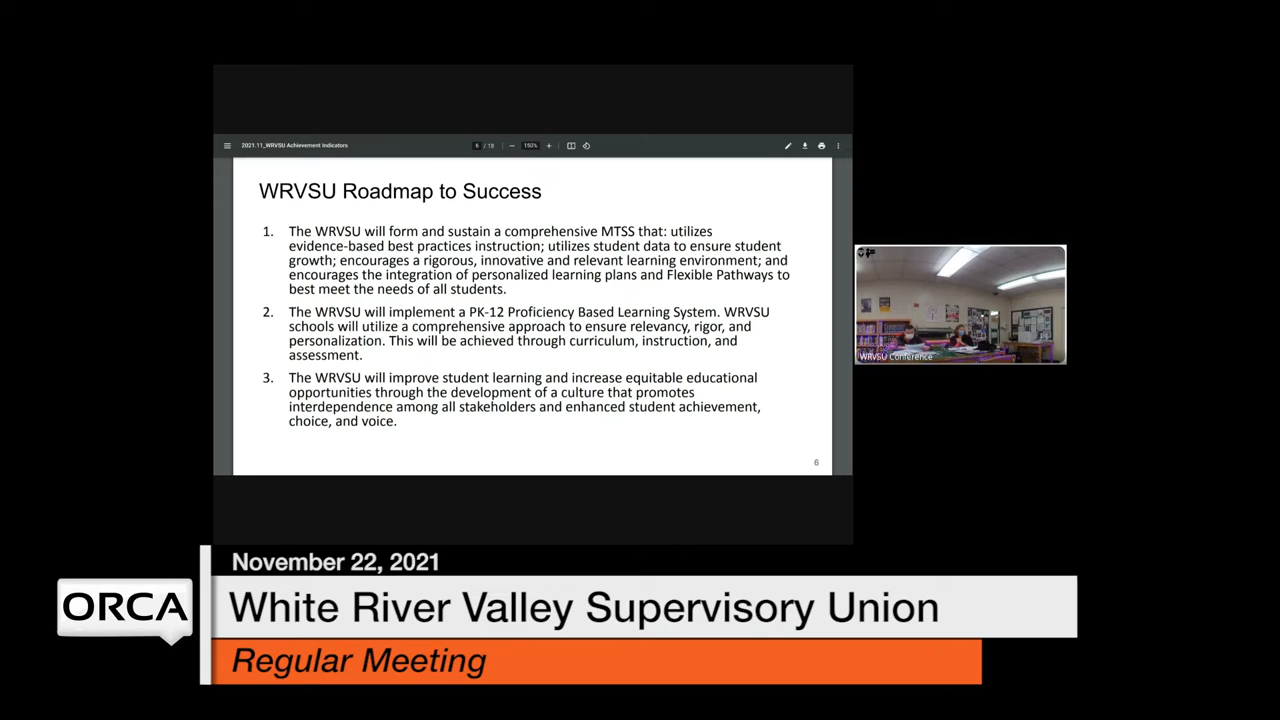 2021.11_WRVSU Achievement Indicators
6 / 18
150%
WRVSU Roadmap to Success
1. The WRVSU will form and sustain a comprehensive MTSS that: utilizes
evidence-based best practices instruction; utilizes student data to ensure student
growth; encourages a rigorous, innovative and relevant learning environment; and
encourages the integration of personalized learning plans and Flexible Pathways to
best meet the needs of all students.
2. The WRVSU will implement a PK-12 Proficiency Based Learning System. WRVSU
schools will utilize a comprehensive approach to ensure relevancy, rigor, and
personalization. This will be achieved through curriculum, instruction, and
assessment.
3. The WRVSU will improve student learning and increase equitable educational
opportunities through the development of a culture that promotes
interdependence among all stakeholders and enhanced student achievement,
choice, and voice.
6
WRVSU Conference
November 22, 2021
ORCA
White River Valley Supervisory Union
Regular Meeting